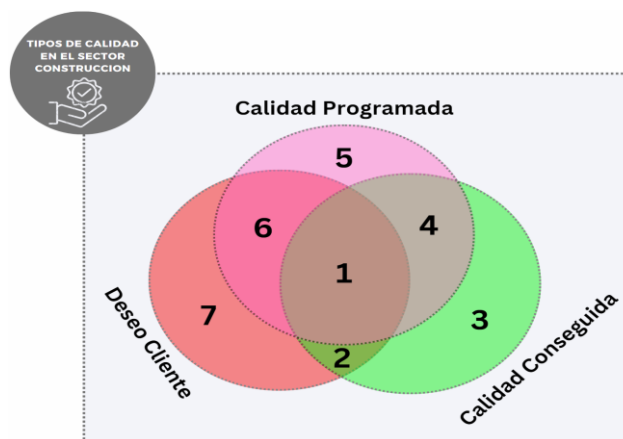 TIPOS DE CALIDAD
EN EL SECTOR
CONSTRUCCION
Calidad Programada
5
6
4
1
7
3
2
Deseo Cliente
Calidad Conseguida